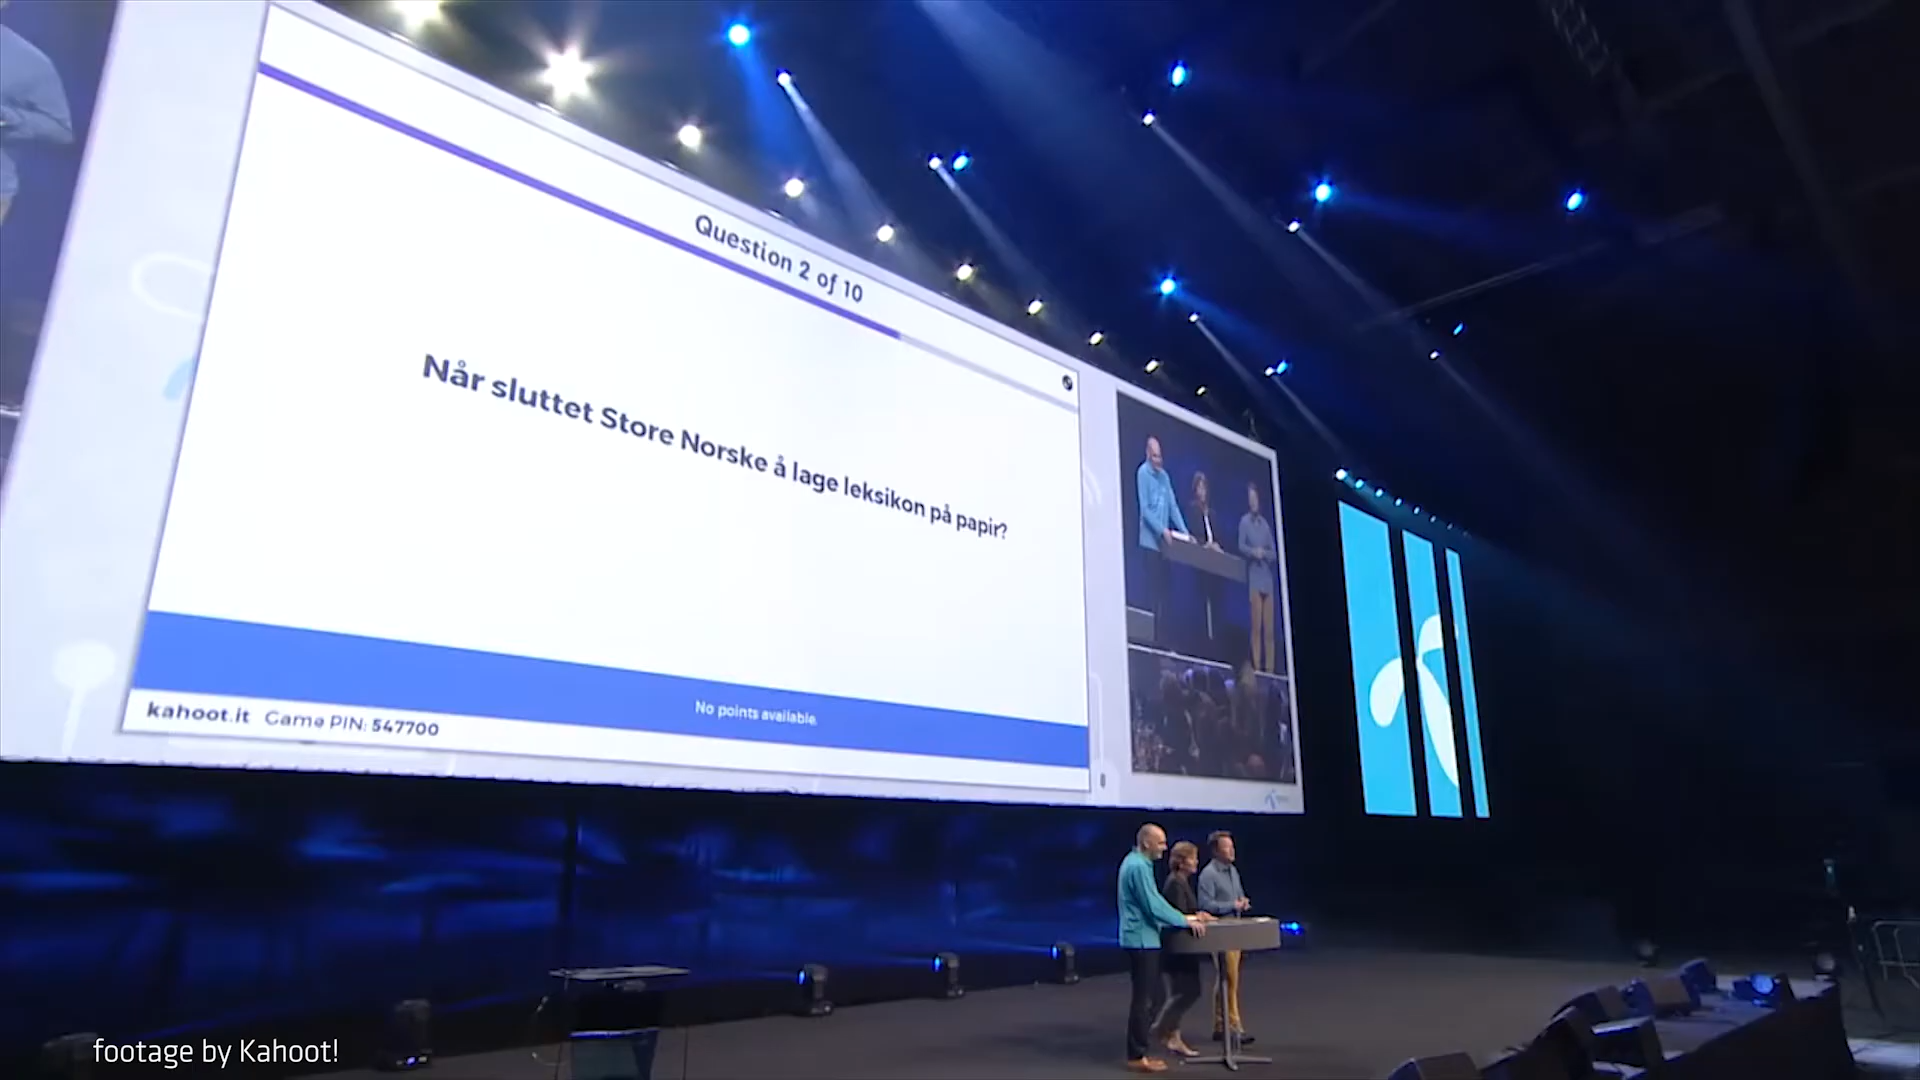 Question 2 of 10
Når sluttet Store Norske å lage leksikon på papir?
No points available.
kahoot.it Game PIN: 547700
footage by Kahoot!